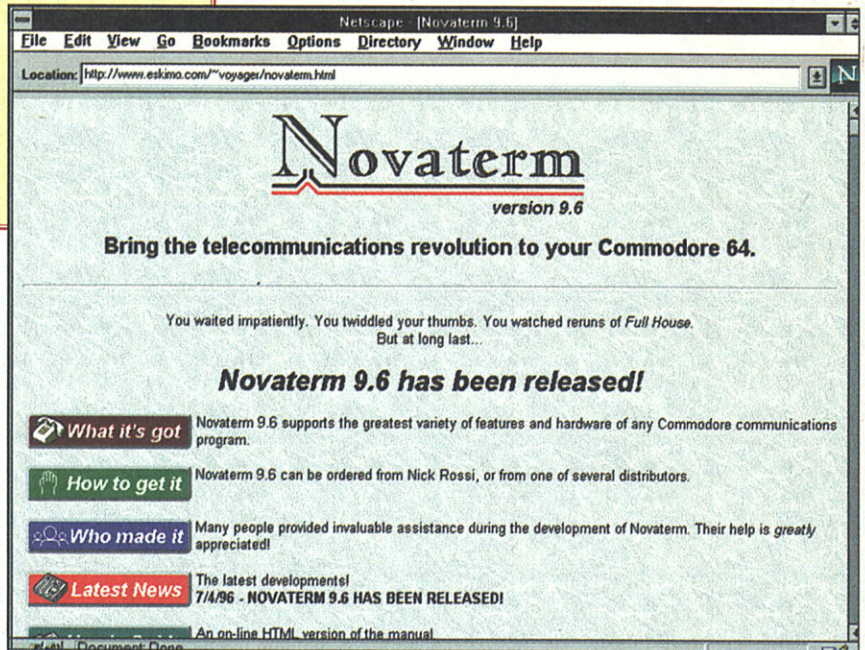 Netscape - [Novaterm 9.6]
File Edit View Go Bookmarks Options Directory Window Help
Location: http://www.eskimo.com/~voyager/novaterm.html
N
Novaterm
version 9.6
Bring the telecommunications revolution to your Commodore 64.
You waited impatiently. You twiddled your thumbs. You watched reruns of Full House.
But at long last...
Novaterm 9.6 has been released!
What it's got
Novaterm 9.6 supports the greatest variety of features and hardware of any Commodore communications
program.
How to get it
Novaterm 9.6 can be ordered from Nick Rossi, or from one of several distributors.
Who made it
Many people provided invaluable assistance during the development of Novaterm. Their help is greatly
appreciated!
Latest News
The latest developments!
7/4/96 - NOVATERM 9.6 HAS BEEN RELEASED!
An on-line HTML version of the manual
Document Done